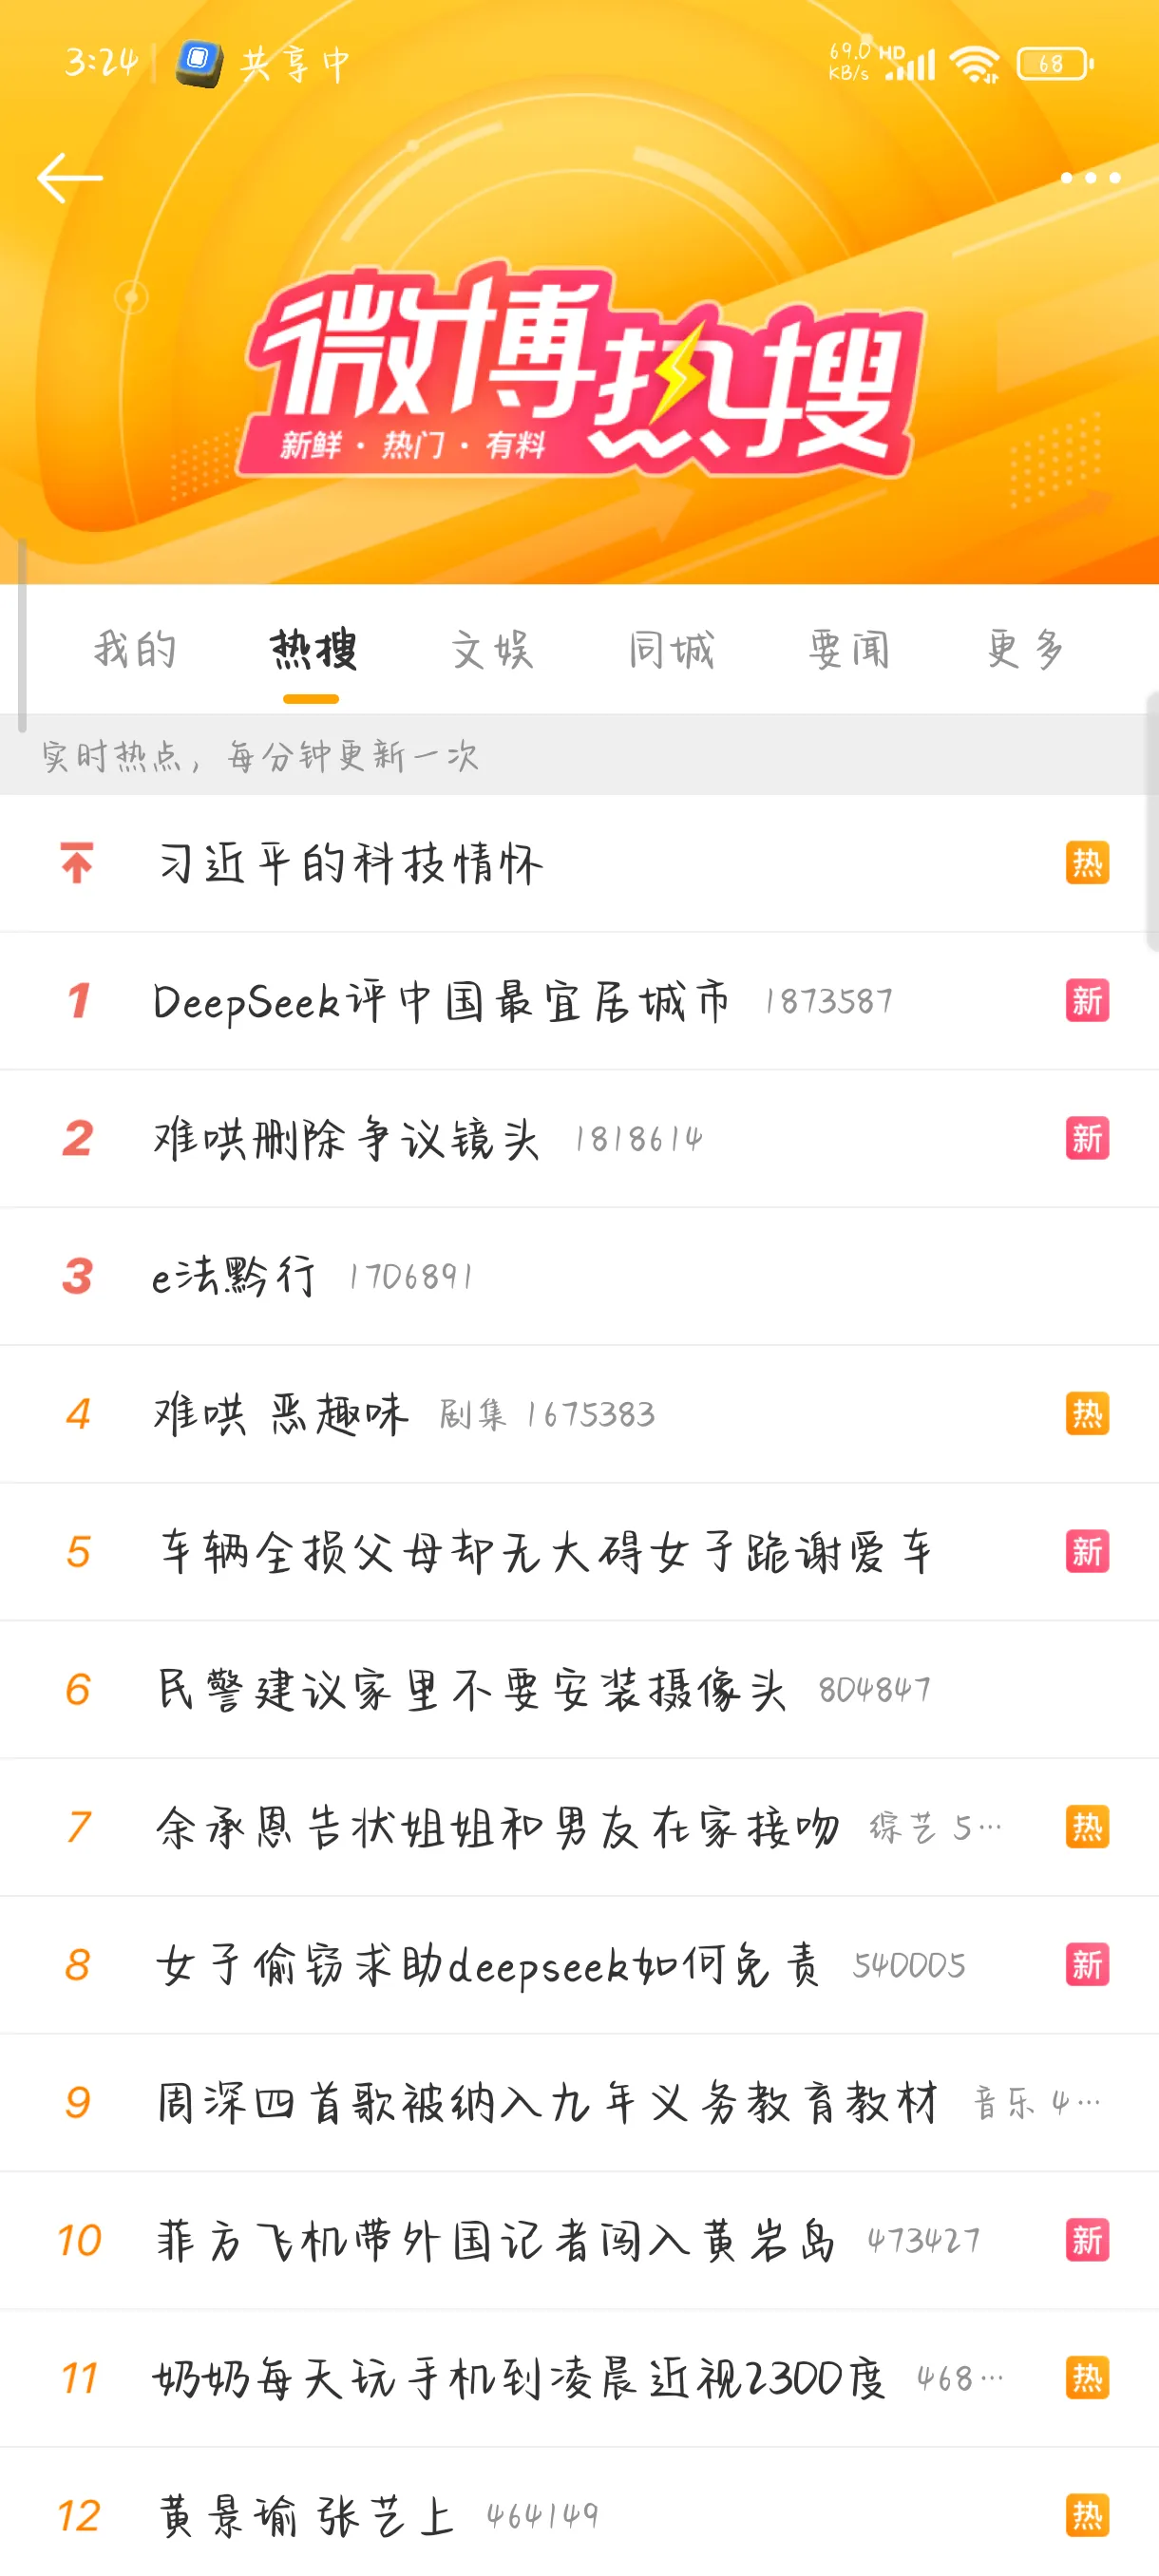 3:24 共享中 69.0 KB/s HD 68
微博热搜
新鲜·热门·有料
我的 热搜 文娱 同城 要闻 更多
实时热点，每分钟更新一次
习近平的科技情怀 热
1 DeepSeek评中国最宜居城市 1873587 新
2 难哄删除争议镜头 1818614 新
3 e法黔行 1706891
4 难哄 恶趣味 剧集 1675383 热
5 车辆全损父母却无大碍女子跪谢爱车 新
6 民警建议家里不要安装摄像头 804847
7 余承恩告状姐姐和男友在家接吻 综艺 5… 热
8 女子偷窃求助deepseek如何免责 540005 新
9 周深四首歌被纳入九年义务教育教材 音乐 4…
10 菲方飞机带外国记者闯入黄岩岛 473427 新
11 奶奶每天玩手机到凌晨近视2300度 468… 热
12 黄景瑜 张艺上 464149 热